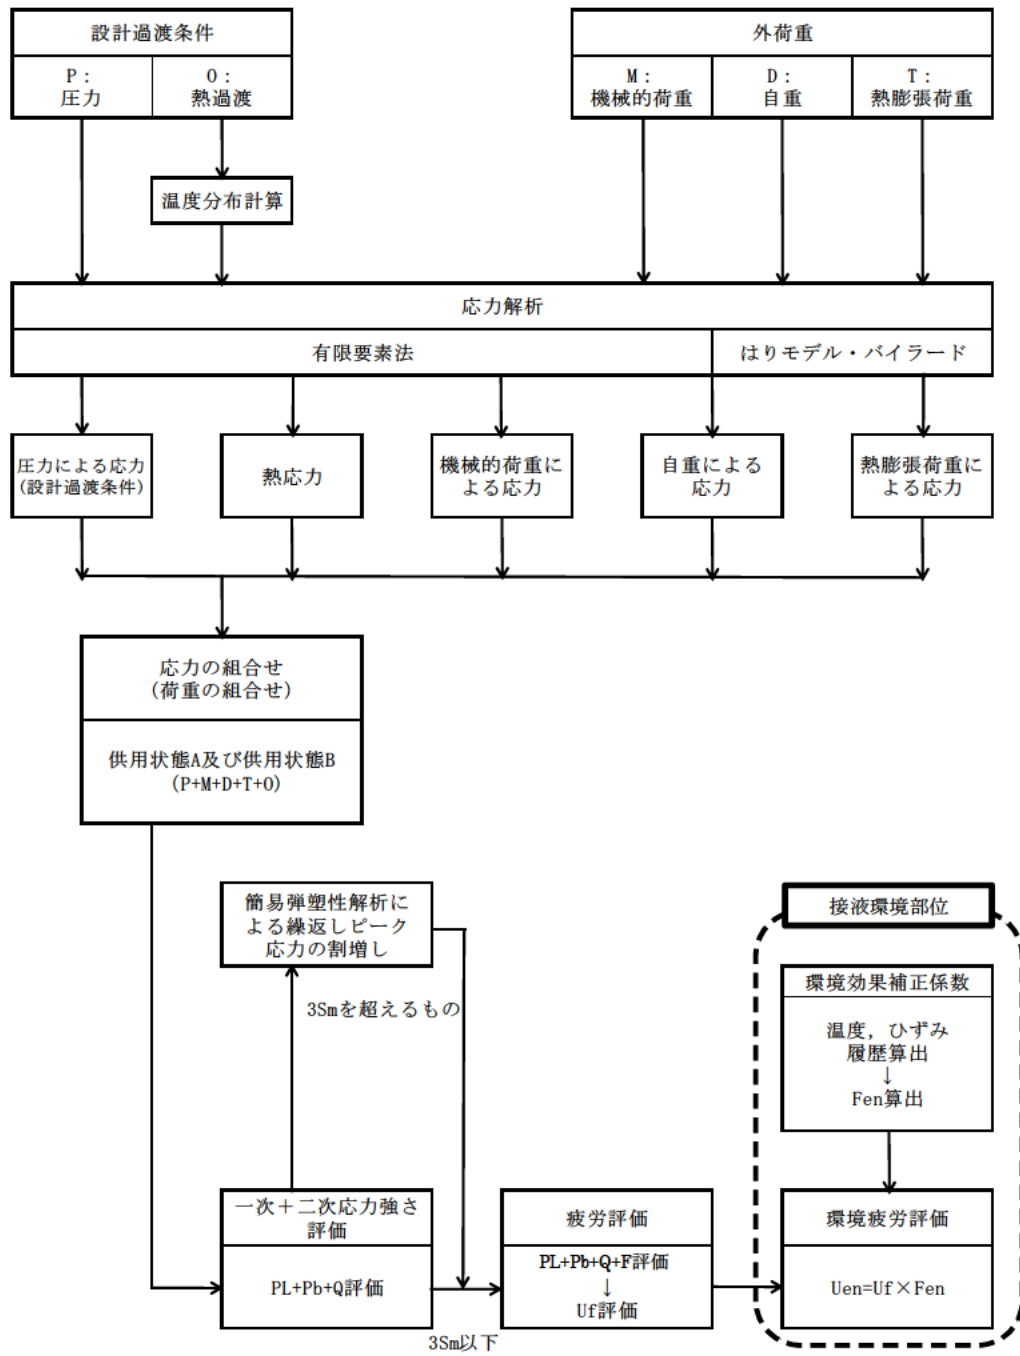 設計過渡条件
P：
圧力
O：
熱過渡
外荷重
M：
機械的荷重
D：
自重
T：
熱膨張荷重
温度分布計算
応力解析
有限要素法
はりモデル・バイラード
圧力による応力
(設計過渡条件)
熱応力
機械的荷重に
よる応力
自重による
応力
熱膨張荷重に
よる応力
応力の組合せ
(荷重の組合せ)
供用状態A及び供用状態B
(P+M+D+T+O)
簡易弾塑性解析に
よる繰返しピーク
応力の割増し
3Smを超えるもの
接液環境部位
環境効果補正係数
温度，ひずみ
履歴算出
↓
Fen算出
一次＋二次応力強さ
評価
PL+Pb+Q評価
3Sm以下
疲労評価
PL+Pb+Q+F評価
↓
Uf評価
環境疲労評価
Uen=Uf×Fen